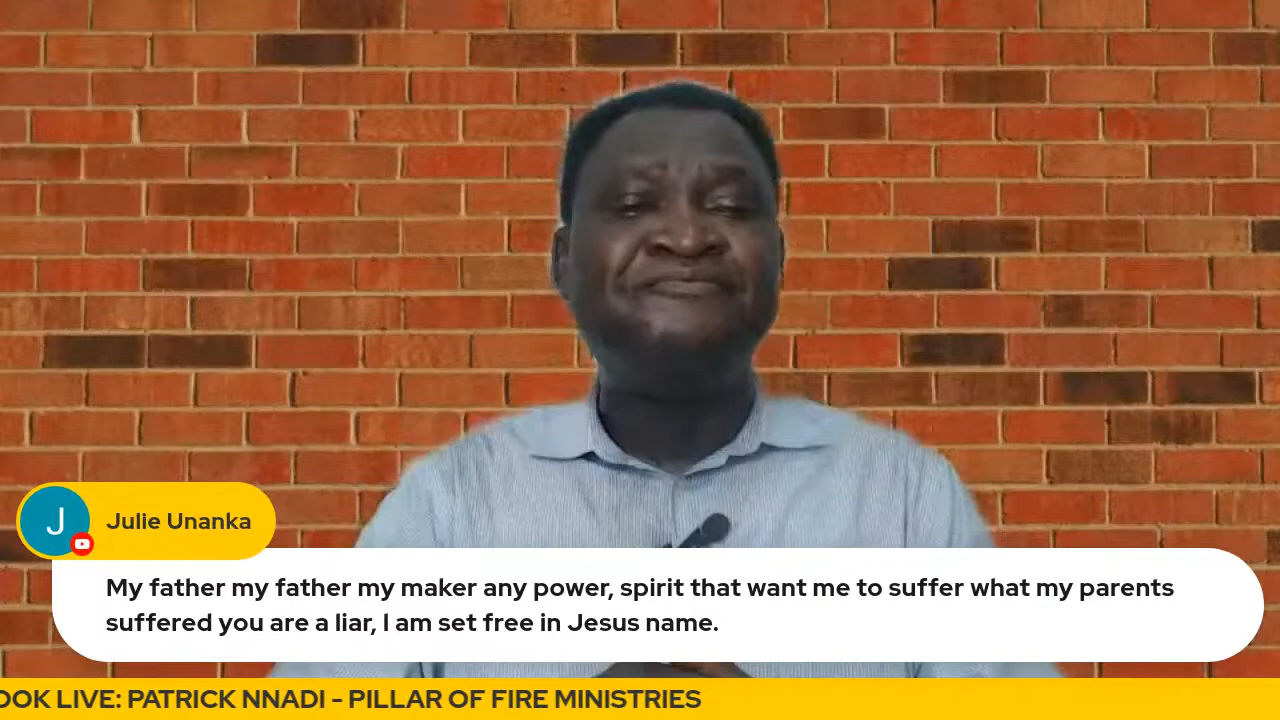 J
Julie Unanka
My father my father my maker any power, spirit that want me to suffer what my parents
suffered you are a liar, I am set free in Jesus name.
OOK LIVE: PATRICK NNADI - PILLAR OF FIRE MINISTRIES